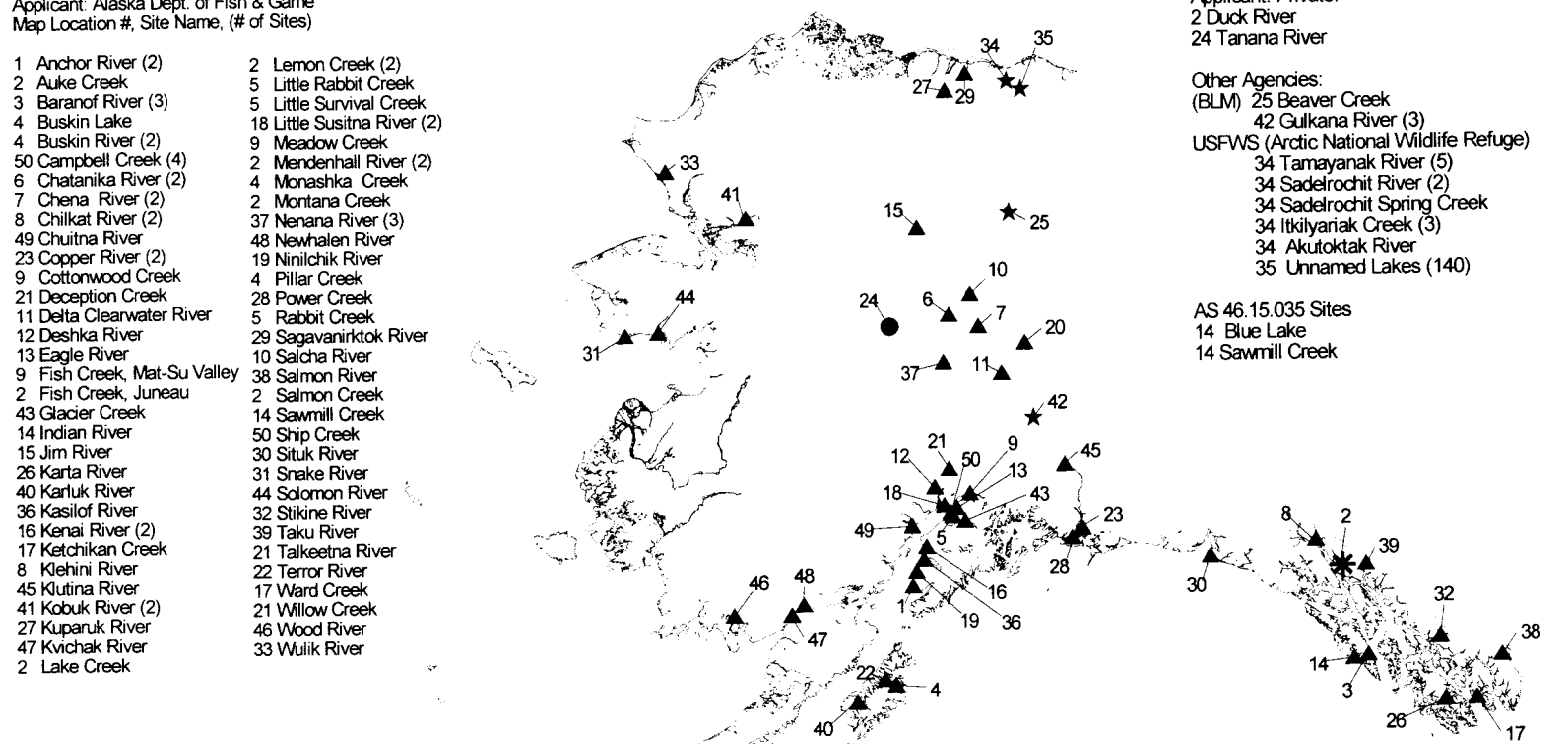 Applicant: Alaska Dept. of Fish & Game
Map Location #, Site Name, (# of Sites)
1 Anchor River (2)
2 Auke Creek
3 Baranof River (3)
4 Buskin Lake
4 Buskin River (2)
50 Campbell Creek (4)
6 Chatanika River (2)
7 Chena River (2)
8 Chilkat River (2)
49 Chuitna River
23 Copper River (2)
9 Cottonwood Creek
21 Deception Creek
11 Delta Clearwater River
12 Deshka River
13 Eagle River
9 Fish Creek, Mat-Su Valley
2 Fish Creek, Juneau
43 Glacier Creek
14 Indian River
15 Jim River
26 Karta River
40 Karluk River
36 Kasilof River
16 Kenai River (2)
17 Ketchikan Creek
8 Klehini River
45 Klutina River
41 Kobuk River (2)
27 Kuparuk River
47 Kvichak River
2 Lake Creek
2 Lemon Creek (2)
5 Little Rabbit Creek
5 Little Survival Creek
18 Little Susitna River (2)
9 Meadow Creek
2 Mendenhall River (2)
4 Monashka Creek
2 Montana Creek
37 Nenana River (3)
48 Newhalen River
19 Ninilchik River
4 Pillar Creek
28 Power Creek
5 Rabbit Creek
29 Sagavanirktok River
10 Salcha River
38 Salmon River
2 Salmon Creek
14 Sawmill Creek
50 Ship Creek
30 Situk River
31 Snake River
44 Solomon River
32 Stikine River
39 Taku River
21 Talkeetna River
22 Terror River
17 Ward Creek
21 Willow Creek
46 Wood River
33 Wulik River
34
35
27
29
33
41
15
25
10
24
6
7
20
44
31
37
11
42
21
50
9
12
13
45
18
43
49
5
23
28
8
2
39
30
46
48
1
16
47
19
36
32
38
14
3
22
4
40
26
17
2 Duck River
24 Tanana River
Other Agencies:
(BLM) 25 Beaver Creek
42 Gulkana River (3)
USFWS (Arctic National Wildlife Refuge)
34 Tamayanak River (5)
34 Sadelrochit River (2)
34 Sadelrochit Spring Creek
34 Itkilyariak Creek (3)
34 Akutoktak River
35 Unnamed Lakes (140)
AS 46.15.035 Sites
14 Blue Lake
14 Sawmill Creek